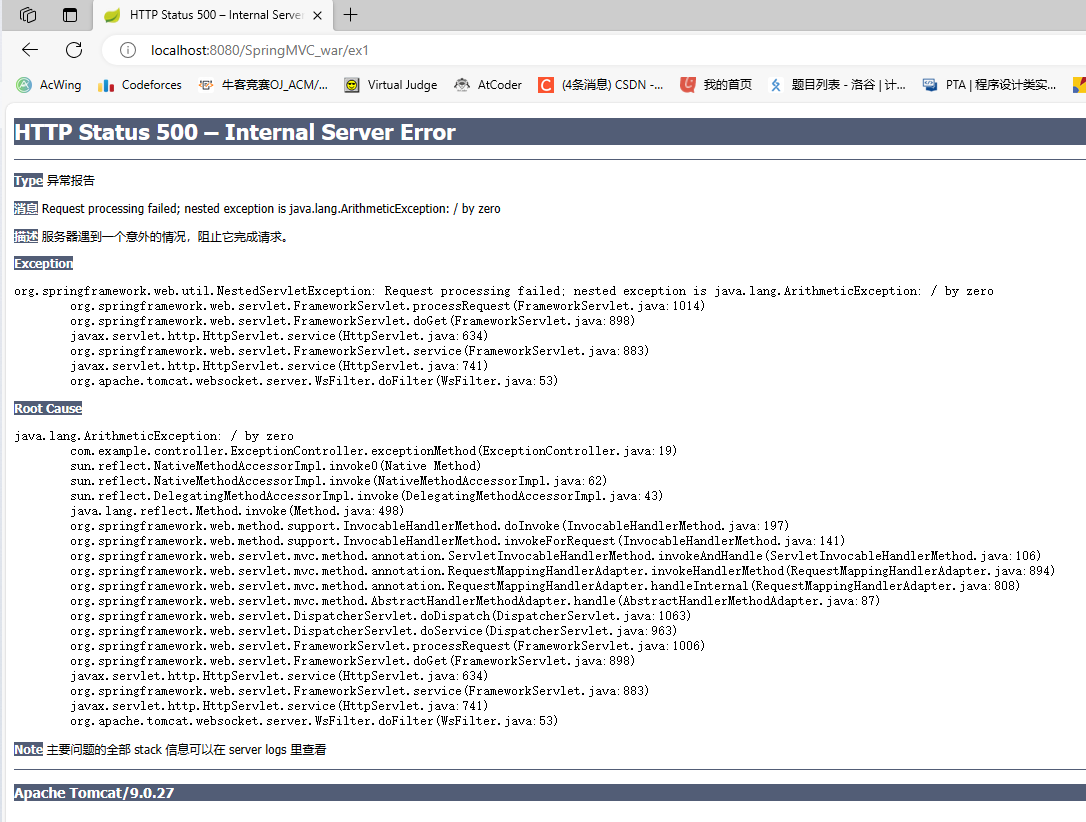 HTTP Status 500 – Internal Server
localhost:8080/SpringMVC_war/ex1
AcWing Codeforces 牛客竞赛OJ_ACM/... Virtual Judge AtCoder (4条消息) CSDN -... 我的首页 题目列表 - 洛谷 | 计... PTA | 程序设计类实...
HTTP Status 500 – Internal Server Error
Type 异常报告
消息 Request processing failed; nested exception is java.lang.ArithmeticException: / by zero
描述 服务器遇到一个意外的情况，阻止它完成请求。
Exception
org.springframework.web.util.NestedServletException: Request processing failed; nested exception is java.lang.ArithmeticException: / by zero
org.springframework.web.servlet.FrameworkServlet.processRequest(FrameworkServlet.java:1014)
org.springframework.web.servlet.FrameworkServlet.doGet(FrameworkServlet.java:898)
javax.servlet.http.HttpServlet.service(HttpServlet.java:634)
org.springframework.web.servlet.FrameworkServlet.service(FrameworkServlet.java:883)
javax.servlet.http.HttpServlet.service(HttpServlet.java:741)
org.apache.tomcat.websocket.server.WsFilter.doFilter(WsFilter.java:53)
Root Cause
java.lang.ArithmeticException: / by zero
com.example.controller.ExceptionController.exceptionMethod(ExceptionController.java:19)
sun.reflect.NativeMethodAccessorImpl.invoke0(Native Method)
sun.reflect.NativeMethodAccessorImpl.invoke(NativeMethodAccessorImpl.java:62)
sun.reflect.DelegatingMethodAccessorImpl.invoke(DelegatingMethodAccessorImpl.java:43)
java.lang.reflect.Method.invoke(Method.java:498)
org.springframework.web.method.support.InvocableHandlerMethod.doInvoke(InvocableHandlerMethod.java:197)
org.springframework.web.method.support.InvocableHandlerMethod.invokeForRequest(InvocableHandlerMethod.java:141)
org.springframework.web.servlet.mvc.method.annotation.ServletInvocableHandlerMethod.invokeAndHandle(ServletInvocableHandlerMethod.java:106)
org.springframework.web.servlet.mvc.method.annotation.RequestMappingHandlerAdapter.invokeHandlerMethod(RequestMappingHandlerAdapter.java:894)
org.springframework.web.servlet.mvc.method.annotation.RequestMappingHandlerAdapter.handleInternal(RequestMappingHandlerAdapter.java:808)
org.springframework.web.servlet.mvc.method.AbstractHandlerMethodAdapter.handle(AbstractHandlerMethodAdapter.java:87)
org.springframework.web.servlet.DispatcherServlet.doDispatch(DispatcherServlet.java:1063)
org.springframework.web.servlet.DispatcherServlet.doService(DispatcherServlet.java:963)
org.springframework.web.servlet.FrameworkServlet.processRequest(FrameworkServlet.java:1006)
org.springframework.web.servlet.FrameworkServlet.doGet(FrameworkServlet.java:898)
javax.servlet.http.HttpServlet.service(HttpServlet.java:634)
org.springframework.web.servlet.FrameworkServlet.service(FrameworkServlet.java:883)
javax.servlet.http.HttpServlet.service(HttpServlet.java:741)
org.apache.tomcat.websocket.server.WsFilter.doFilter(WsFilter.java:53)
Note 主要问题的全部 stack 信息可以在 server logs 里查看
Apache Tomcat/9.0.27